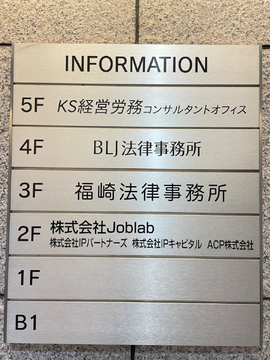 INFORMATION
5F KS経営労務コンサルタントオフィス
4F BLJ法律事務所
3F 福崎法律事務所
2F 株式会社Joblab
株式会社IPパートナーズ 株式会社IPキャピタル ACP株式会社
1F
B1